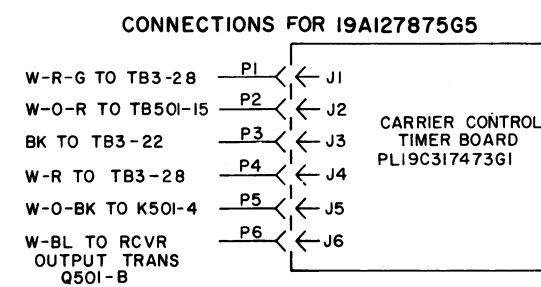 CONNECTIONS FOR 19A127875G5
W-R-G TO TB3-28 P1 J1
W-O-R TO TB501-15 P2 J2
BK TO TB3-22 P3 J3
W-R TO TB3-28 P4 J4
W-O-BK TO K501-4 P5 J5
W-BL TO RCVR P6 J6
OUTPUT TRANS
Q501-B
CARRIER CONTROL
TIMER BOARD
PL19C317473G1